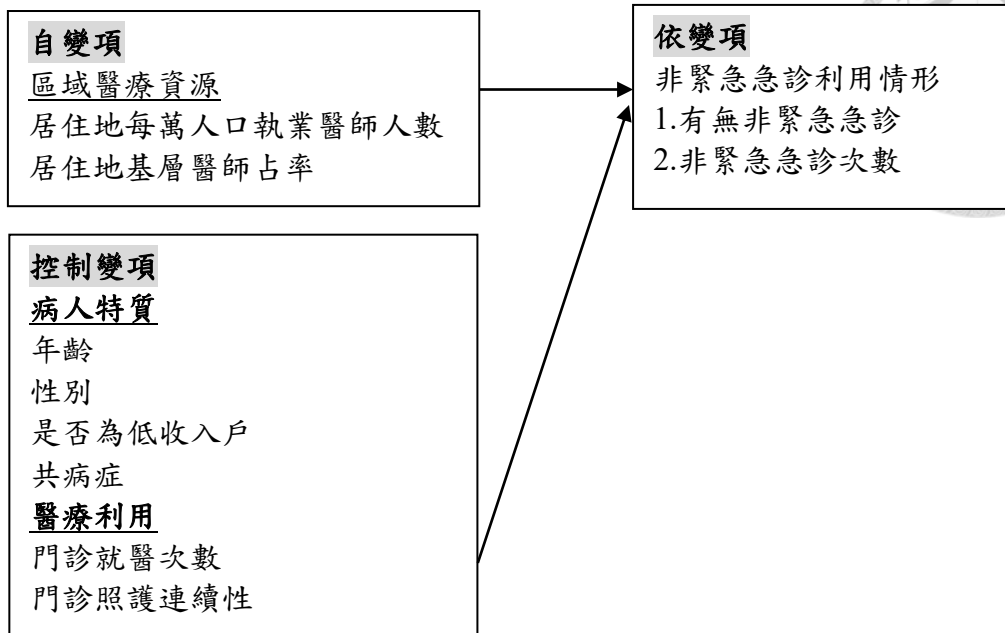 自變項
區域醫療資源
居住地每萬人口執業醫師人數
居住地基層醫師占率
依變項
非緊急急診利用情形
1.有無非緊急急診
2.非緊急急診次數
控制變項
病人特質
年齡
性別
是否為低收入戶
共病症
醫療利用
門診就醫次數
門診照護連續性